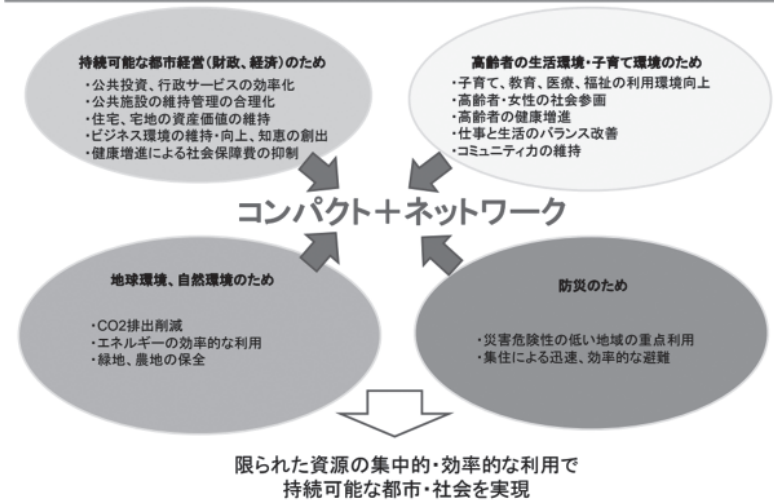 持続可能な都市経営(財政、経済)のため
・公共投資、行政サービスの効率化
・公共施設の維持管理の合理化
・住宅、宅地の資産価値の維持
・ビジネス環境の維持・向上、知恵の創出
・健康増進による社会保障費の抑制
高齢者の生活環境・子育て環境のため
・子育て、教育、医療、福祉の利用環境向上
・高齢者・女性の社会参画
・高齢者の健康増進
・仕事と生活のバランス改善
・コミュニティ力の維持
コンパクト+ネットワーク
地球環境、自然環境のため
・CO2排出削減
・エネルギーの効率的な利用
・緑地、農地の保全
防災のため
・災害危険性の低い地域の重点利用
・集住による迅速、効率的な避難
限られた資源の集中的・効率的な利用で
持続可能な都市・社会を実現